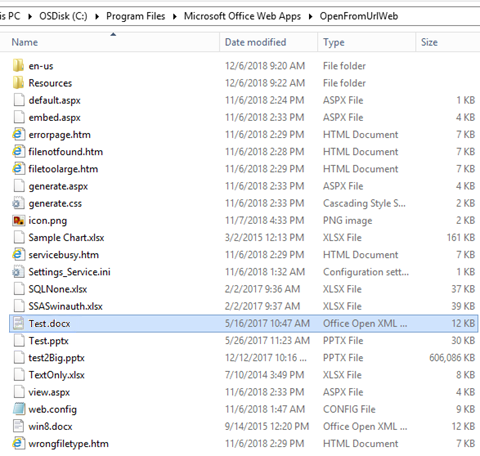 is PC › OSDisk (C:) › Program Files › Microsoft Office Web Apps › OpenFromUrlWeb
Name Date modified Type Size
en-us 12/6/2018 9:20 AM File folder
Resources 12/6/2018 9:22 AM File folder
default.aspx 11/6/2018 2:24 PM ASPX File 1 KB
embed.aspx 11/6/2018 2:33 PM ASPX File 4 KB
errorpage.htm 11/6/2018 2:29 PM HTML Document 7 KB
filenotfound.htm 11/6/2018 2:28 PM HTML Document 7 KB
filetoolarge.htm 11/6/2018 2:29 PM HTML Document 7 KB
generate.aspx 11/6/2018 2:33 PM ASPX File 4 KB
generate.css 11/6/2018 2:33 PM Cascading Style S... 2 KB
icon.png 11/7/2018 4:33 PM PNG image 2 KB
Sample Chart.xlsx 3/2/2015 12:13 PM XLSX File 161 KB
servicebusy.htm 11/6/2018 2:29 PM HTML Document 7 KB
Settings_Service.ini 11/6/2018 1:32 AM Configuration sett... 1 KB
SQLNone.xlsx 2/2/2017 9:36 AM XLSX File 37 KB
SSASwinauth.xlsx 2/2/2017 9:37 AM XLSX File 39 KB
Test.docx 5/16/2017 10:47 AM Office Open XML ... 12 KB
Test.pptx 5/26/2017 11:23 AM PPTX File 30 KB
test2Big.pptx 12/12/2017 10:16 ... PPTX File 606,086 KB
TextOnly.xlsx 7/10/2014 3:49 PM XLSX File 8 KB
view.aspx 11/6/2018 2:33 PM ASPX File 4 KB
web.config 11/6/2018 1:47 AM CONFIG File 9 KB
win8.docx 9/14/2015 12:20 PM Office Open XML ... 12 KB
wrongfiletype.htm 11/6/2018 2:29 PM HTML Document 7 KB